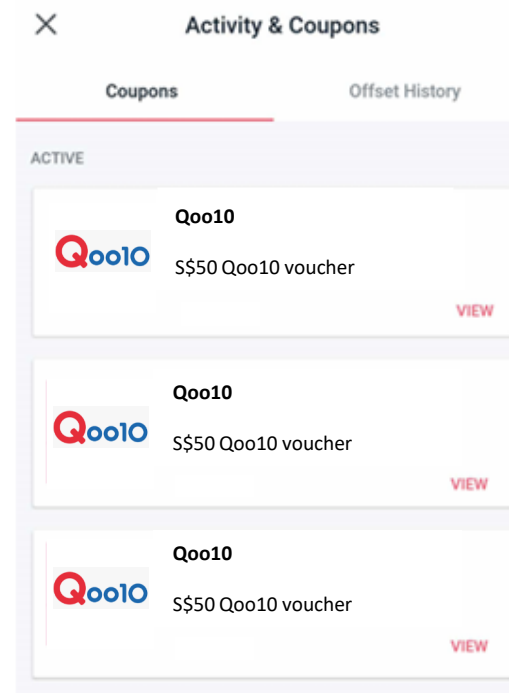 Activity & Coupons
Coupons
Offset History
ACTIVE
Qoo10
Qoo10
S$50 Qoo10 voucher
VIEW
Qoo10
Qoo10
S$50 Qoo10 voucher
VIEW
Qoo10
Qoo10
S$50 Qoo10 voucher
VIEW